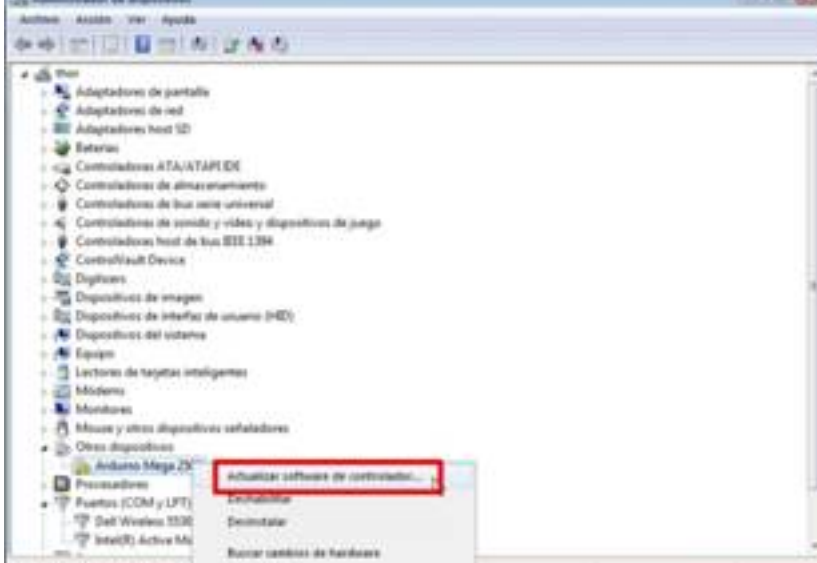 Administrador de dispositivos
Archivo Acción Ver Ayuda
Adaptadores de pantalla
Adaptadores de red
Adaptadores host SD
Baterías
Controladoras ATA/ATAPI IDE
Controladoras de almacenamiento
Controladoras de bus serie universal
Controladoras de sonido y vídeo y dispositivos de juego
Controladoras host de bus IEEE 1394
ControlVault Device
Digitizers
Dispositivos de imagen
Dispositivos de interfaz de usuario (HID)
Dispositivos del sistema
Equipo
Lectores de tarjetas inteligentes
Módems
Monitores
Mouse y otros dispositivos señaladores
Otros dispositivos
Arduino Mega
Actualizar software de controlador...
Procesadores
Deshabilitar
Puertos (COM y LPT)
Desinstalar
Dell Wireless
Intel(R) Active
Buscar cambios de hardware